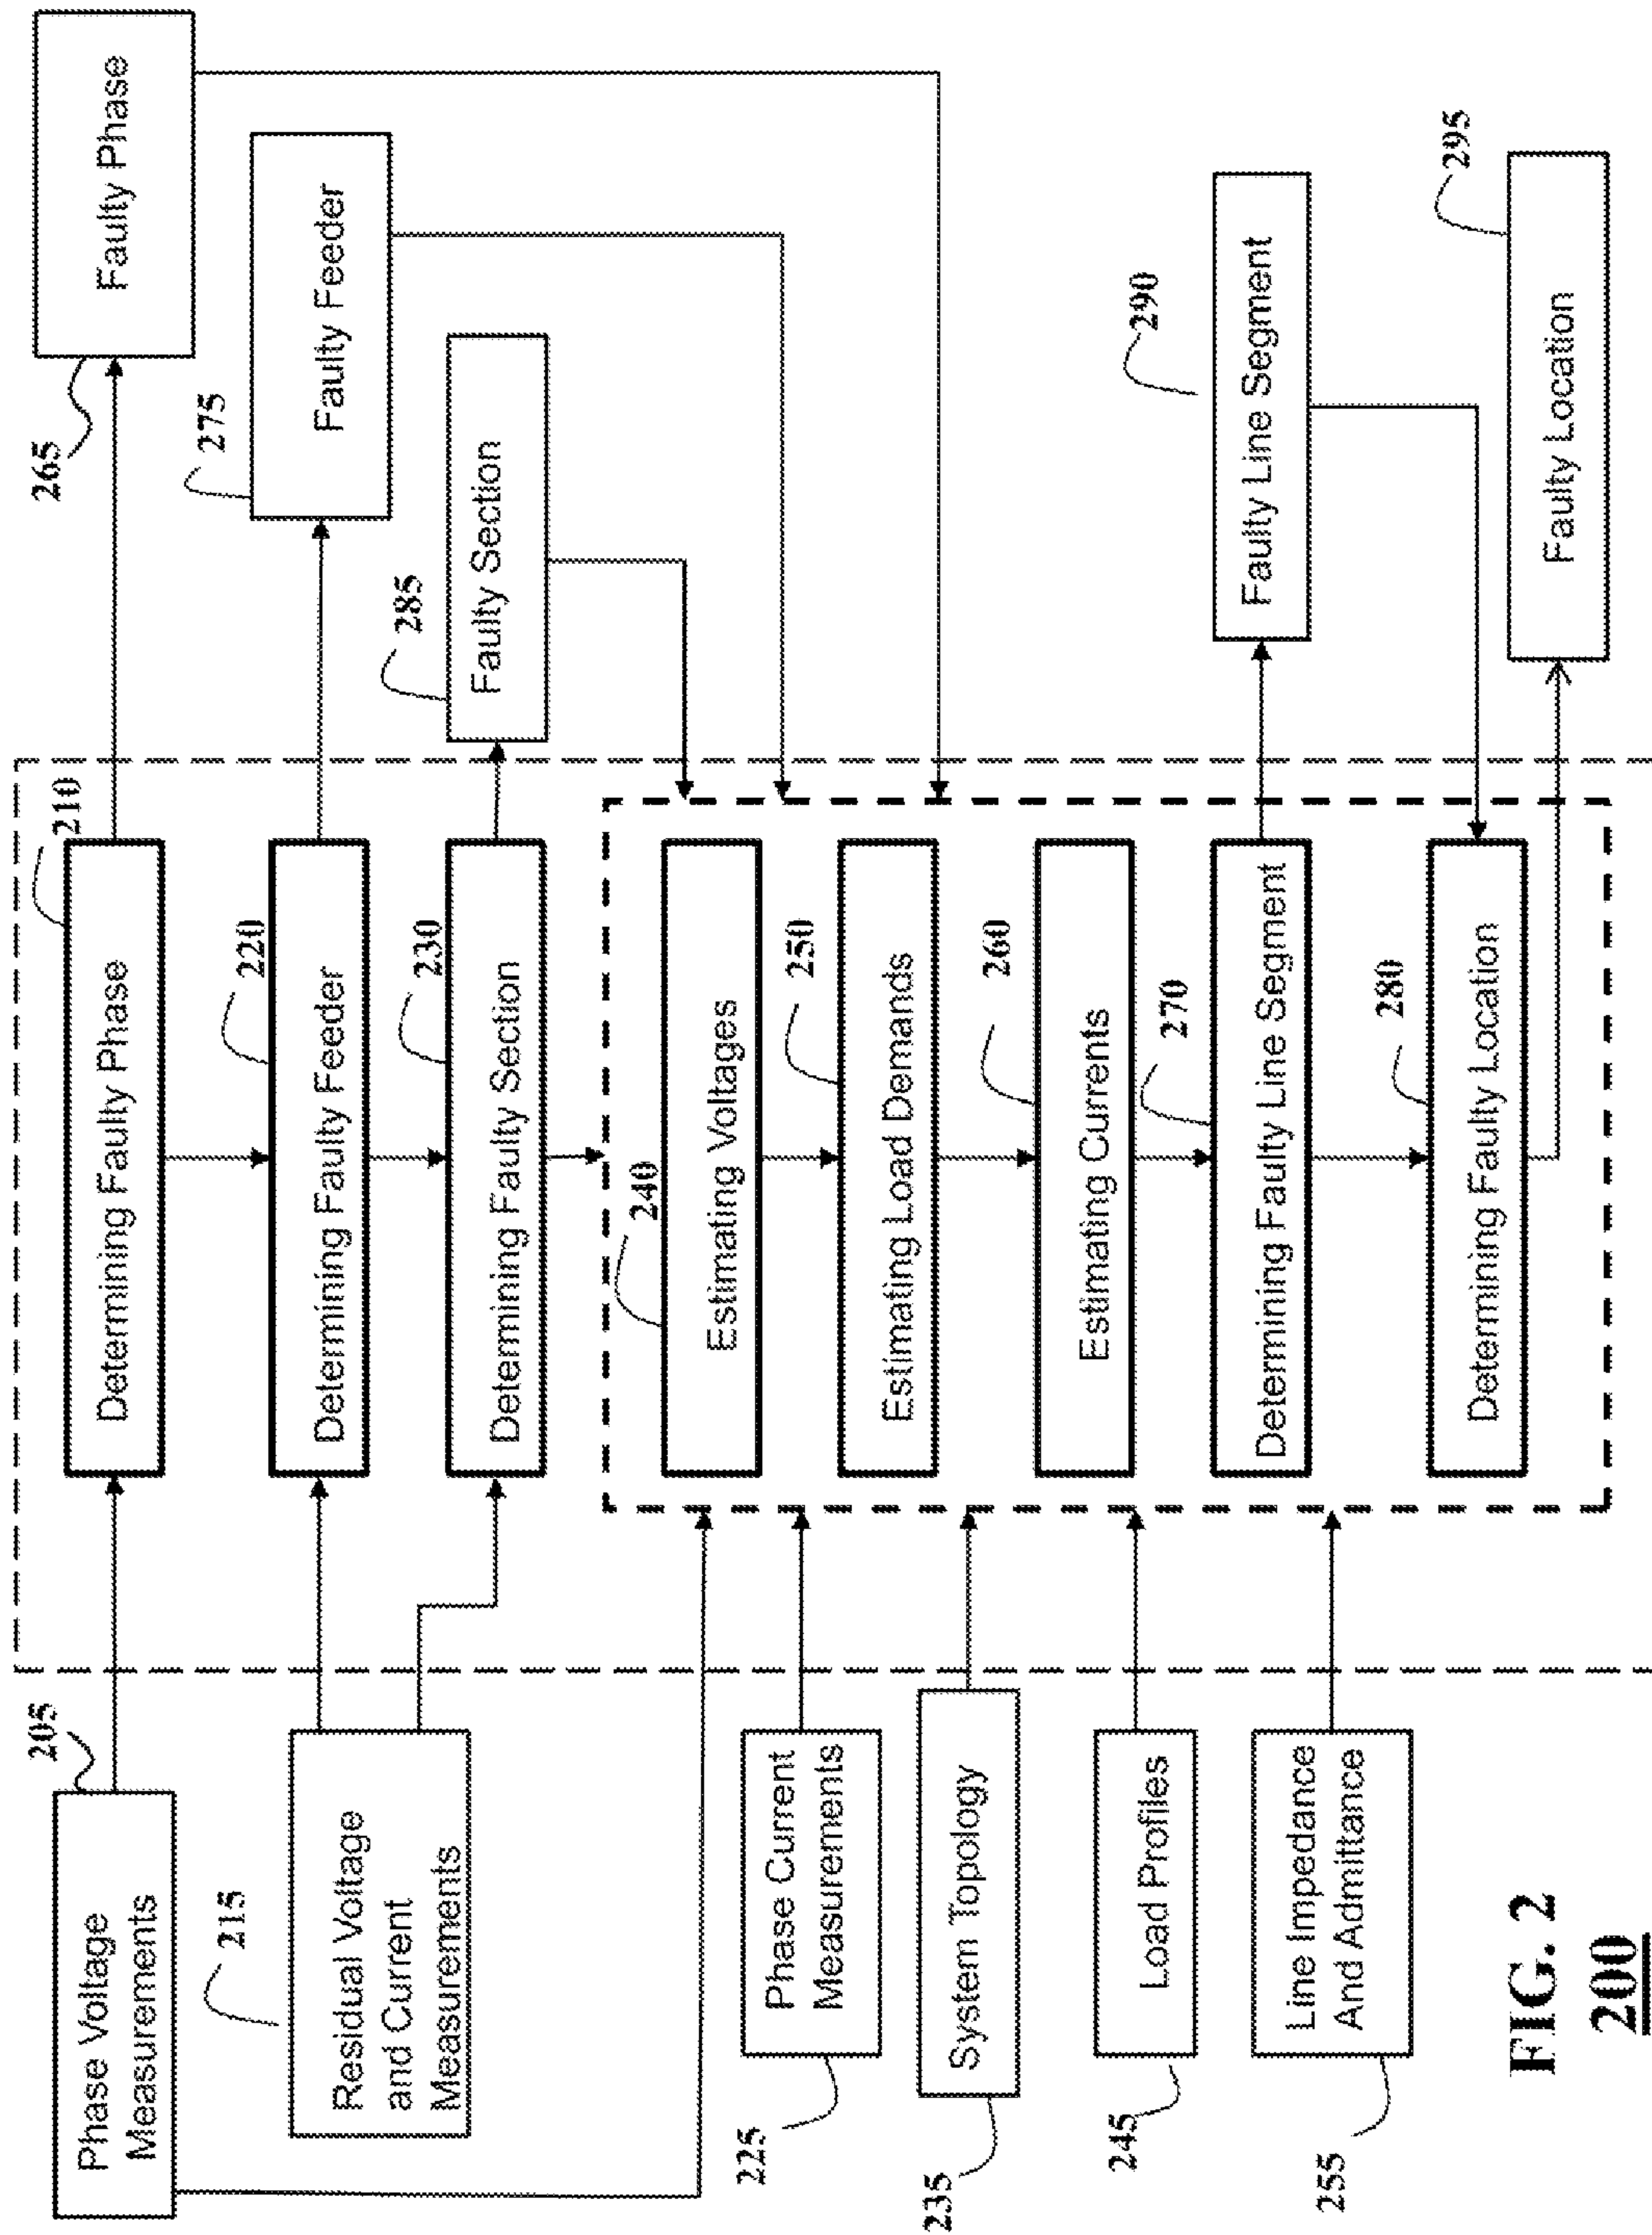 205
Phase Voltage
Measurements
215
Residual Voltage
and Current
Measurements
225
Phase Current
Measurements
235
System Topology
245
Load Profiles
255
Line Impedance
And Admittance
210
Determining Faulty Phase
220
Determining Faulty Feeder
230
Determining Faulty Section
240
Estimating Voltages
250
Estimating Load Demands
260
Estimating Currents
270
Determining Faulty Line Segment
280
Determining Faulty Location
265
Faulty Phase
275
Faulty Feeder
285
Faulty Section
290
Faulty Line Segment
295
Faulty Location
FIG. 2
200